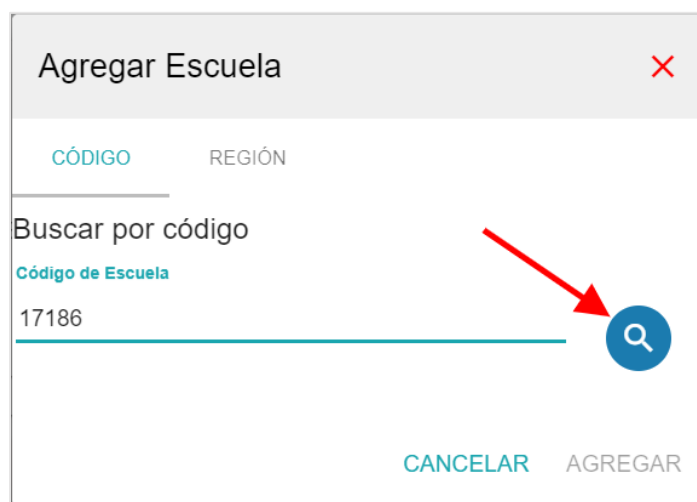 Agregar Escuela
CÓDIGO REGIÓN
Buscar por código
Código de Escuela
17186
CANCELAR AGREGAR